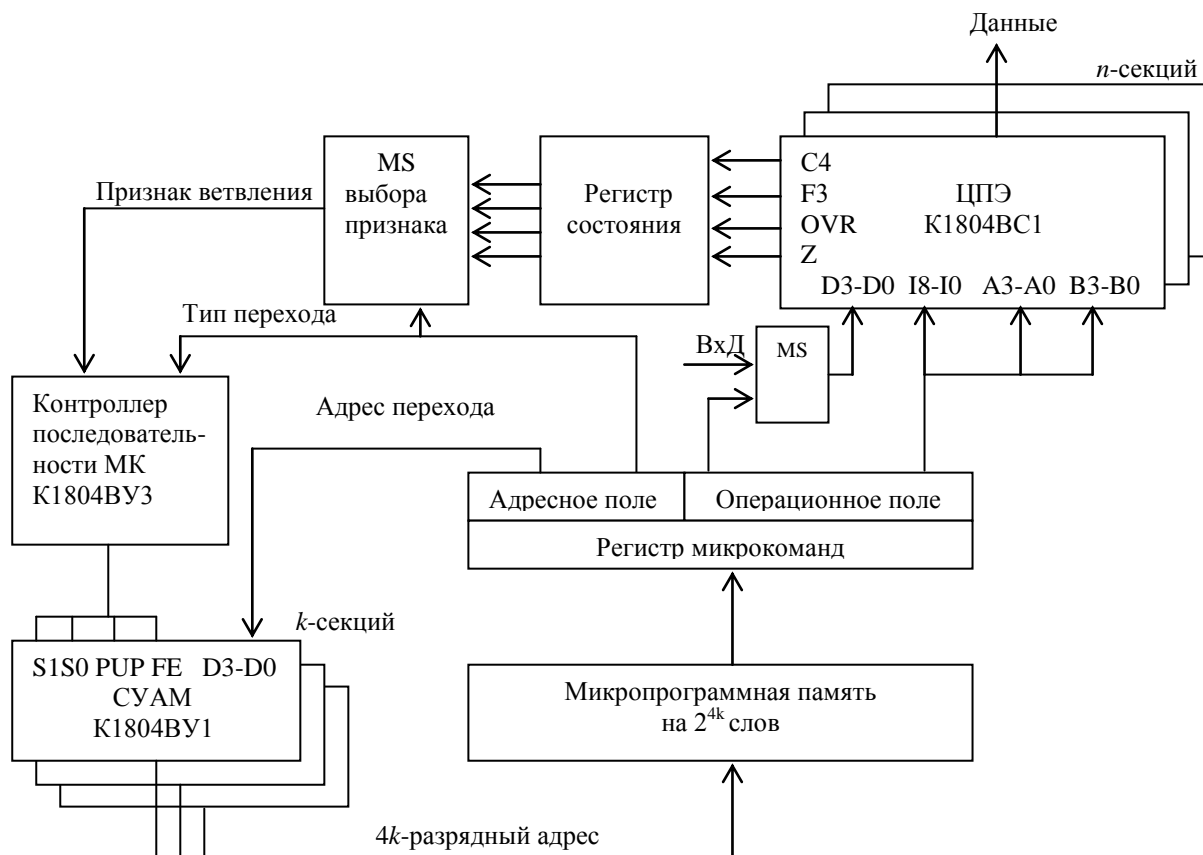 Данные
n-секций
C4
F3
OVR
Z
ЦПЭ
К1804ВС1
D3-D0 I8-I0 A3-A0 B3-B0
Регистр
состояния
MS
выбора
признака
Признак ветвления
Тип перехода
ВхД
MS
Контроллер
последователь-
ности МК
К1804ВУ3
Адрес перехода
Адресное поле
Операционное поле
Регистр микрокоманд
k-секций
S1S0 PUP FE D3-D0
СУАМ
К1804ВУ1
Микропрограммная память
на 2^4k слов
4k-разрядный адрес